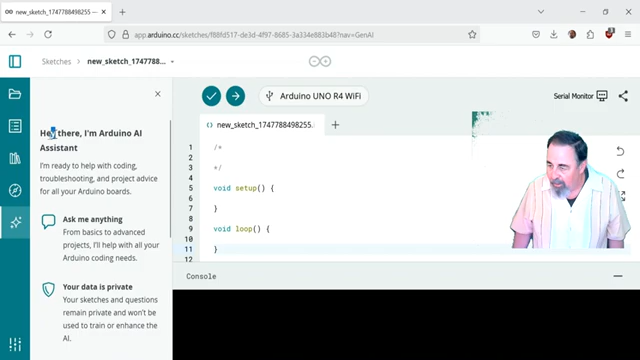 new_sketch_1747788498255 —
app.arduino.cc/sketches/f88fd517-de3d-4f97-8685-3a334e883b48?nav=GenAI
Sketches
new_sketch_1747788...
Arduino UNO R4 WiFi
Serial Monitor
Hey there, I'm Arduino AI
Assistant
I'm ready to help with coding,
troubleshooting, and project advice
for all your Arduino boards.
Ask me anything
From basics to advanced
projects, I'll help with all your
Arduino coding needs.
Your data is private
Your sketches and questions
remain private and won't be
used to train or enhance the
AI.
new_sketch_1747788498255.
1 /*
2
3
4 */
5 void setup() {
6
7 }
8
9 void loop() {
10
11 }
12
Console